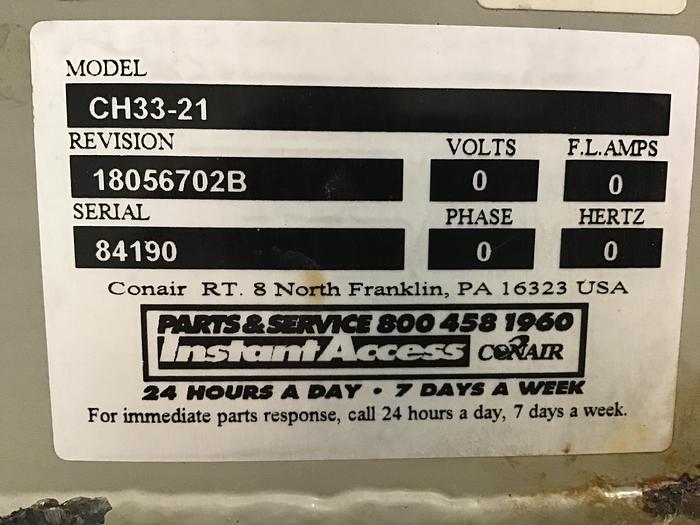 MODEL
CH33-21
REVISION VOLTS F.L.AMPS
18056702B 0 0
SERIAL PHASE HERTZ
84190 0 0
Conair RT. 8 North Franklin, PA 16323 USA
PARTS & SERVICE 800 458 1960
Instant Access CONAIR
24 HOURS A DAY • 7 DAYS A WEEK
For immediate parts response, call 24 hours a day, 7 days a week.